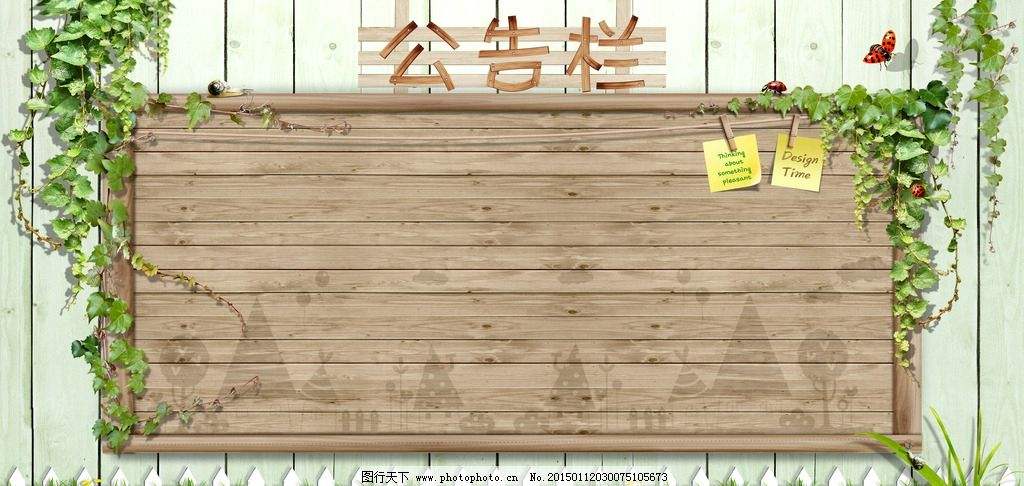 公告栏
Thinking
about
something
pleasant
Design
Time
图行天下 www.photophoto.cn No.20150112030075105673